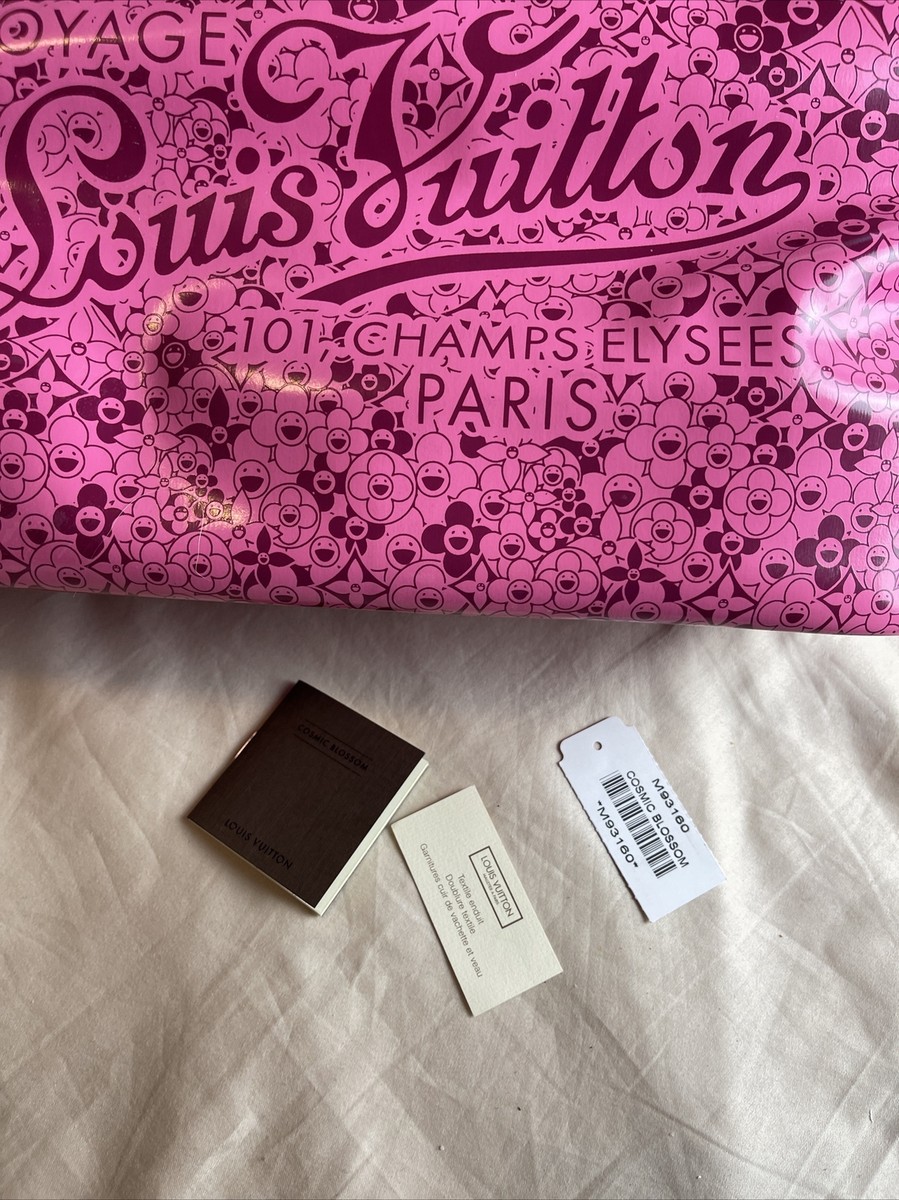 OYAGE
Louis Vuitton
101, CHAMPS ELYSEES
PARIS
COSMIC BLOSSOM
LOUIS VUITTON
LOUIS VUITTON
Textile enduit
Doublure textile
Garnitures cuir de vachette et veau
M93160
COSMIC BLOSSOM
"M93160"